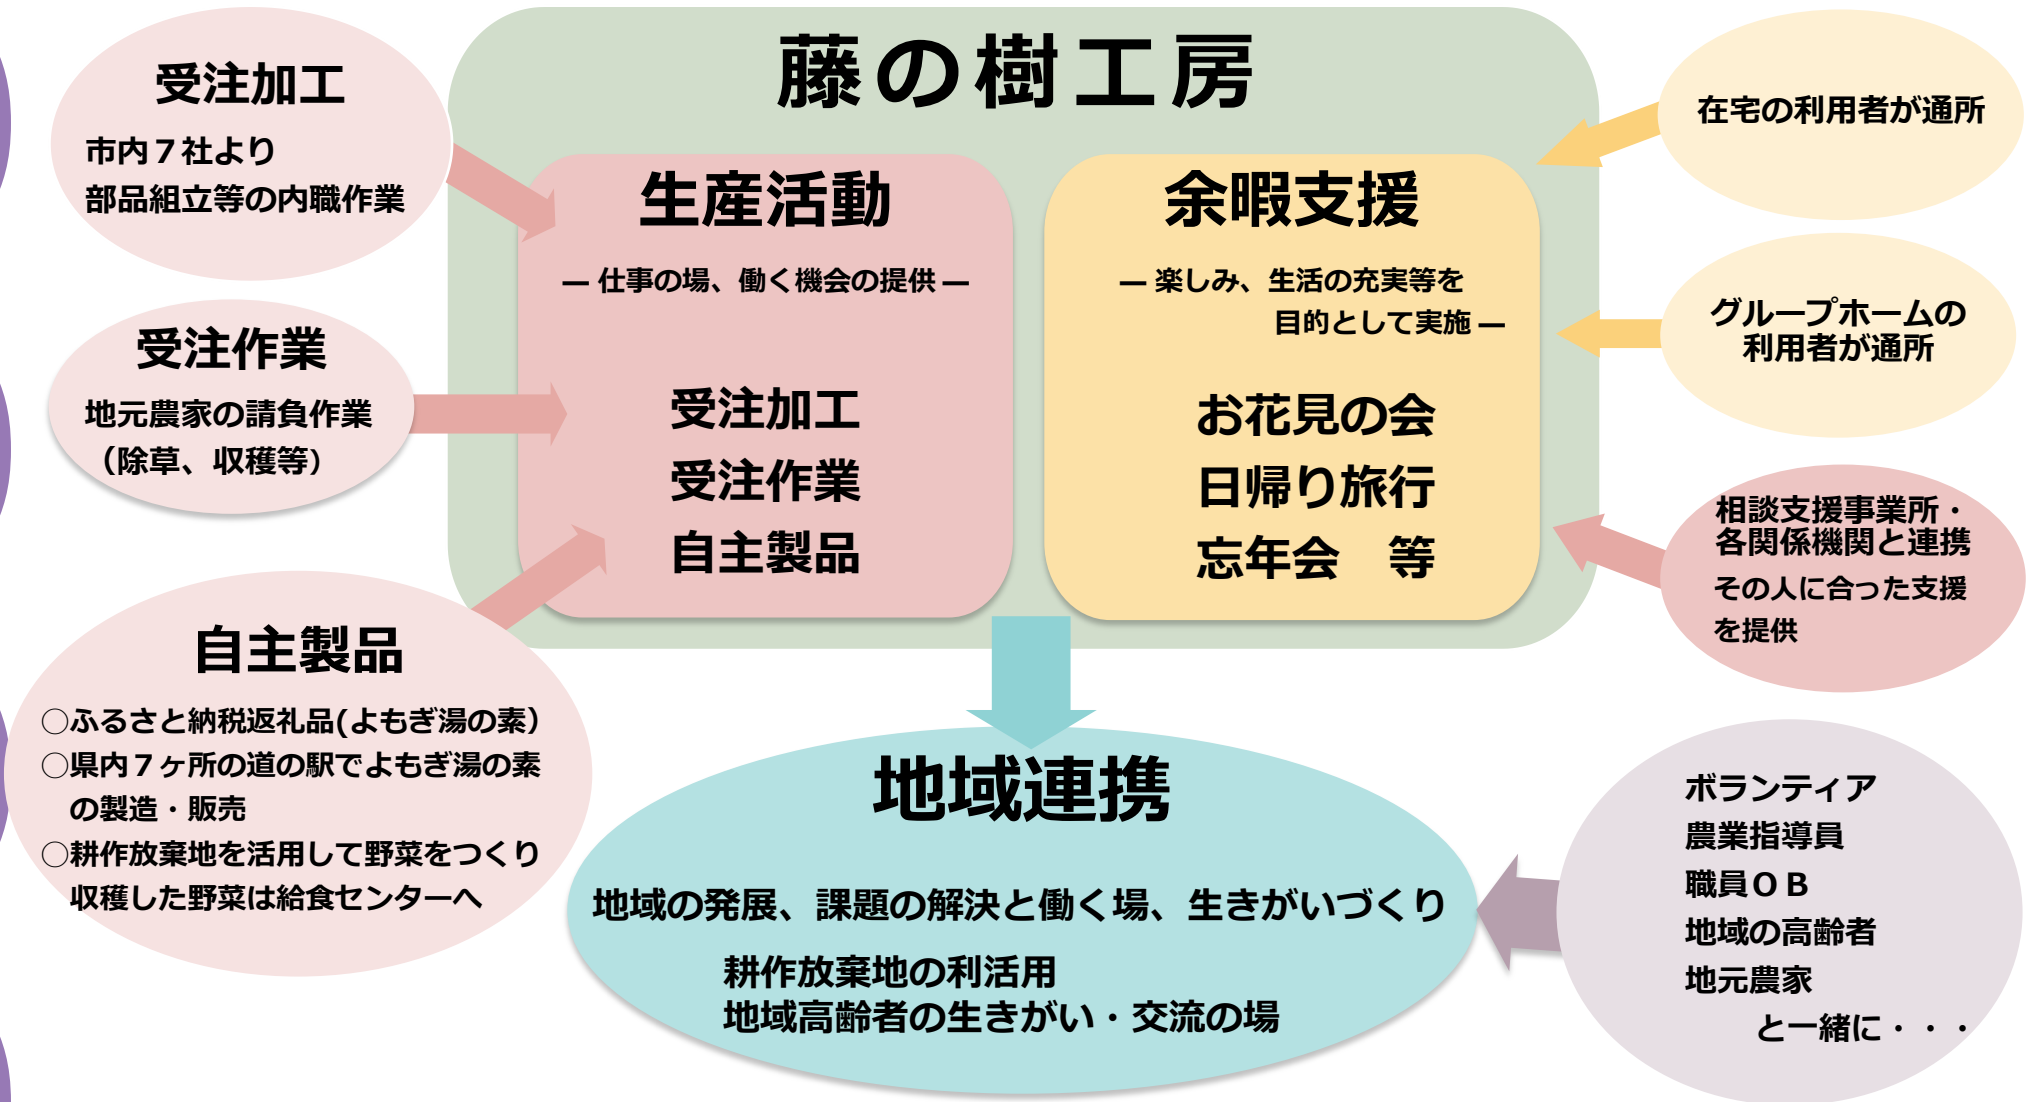 藤の樹工房
受注加工
市内７社より
部品組立等の内職作業
受注作業
地元農家の請負作業
（除草、収穫等）
自主製品
○ふるさと納税返礼品(よもぎ湯の素）
○県内７ヶ所の道の駅でよもぎ湯の素
の製造・販売
○耕作放棄地を活用して野菜をつくり
収穫した野菜は給食センターへ
生産活動
― 仕事の場、働く機会の提供 ―
受注加工
受注作業
自主製品
余暇支援
― 楽しみ、生活の充実等を
目的として実施 ―
お花見の会
日帰り旅行
忘年会　等
在宅の利用者が通所
グループホームの
利用者が通所
相談支援事業所・
各関係機関と連携
その人に合った支援
を提供
地域連携
地域の発展、課題の解決と働く場、生きがいづくり
耕作放棄地の利活用
地域高齢者の生きがい・交流の場
ボランティア
農業指導員
職員ＯＢ
地域の高齢者
地元農家
と一緒に・・・